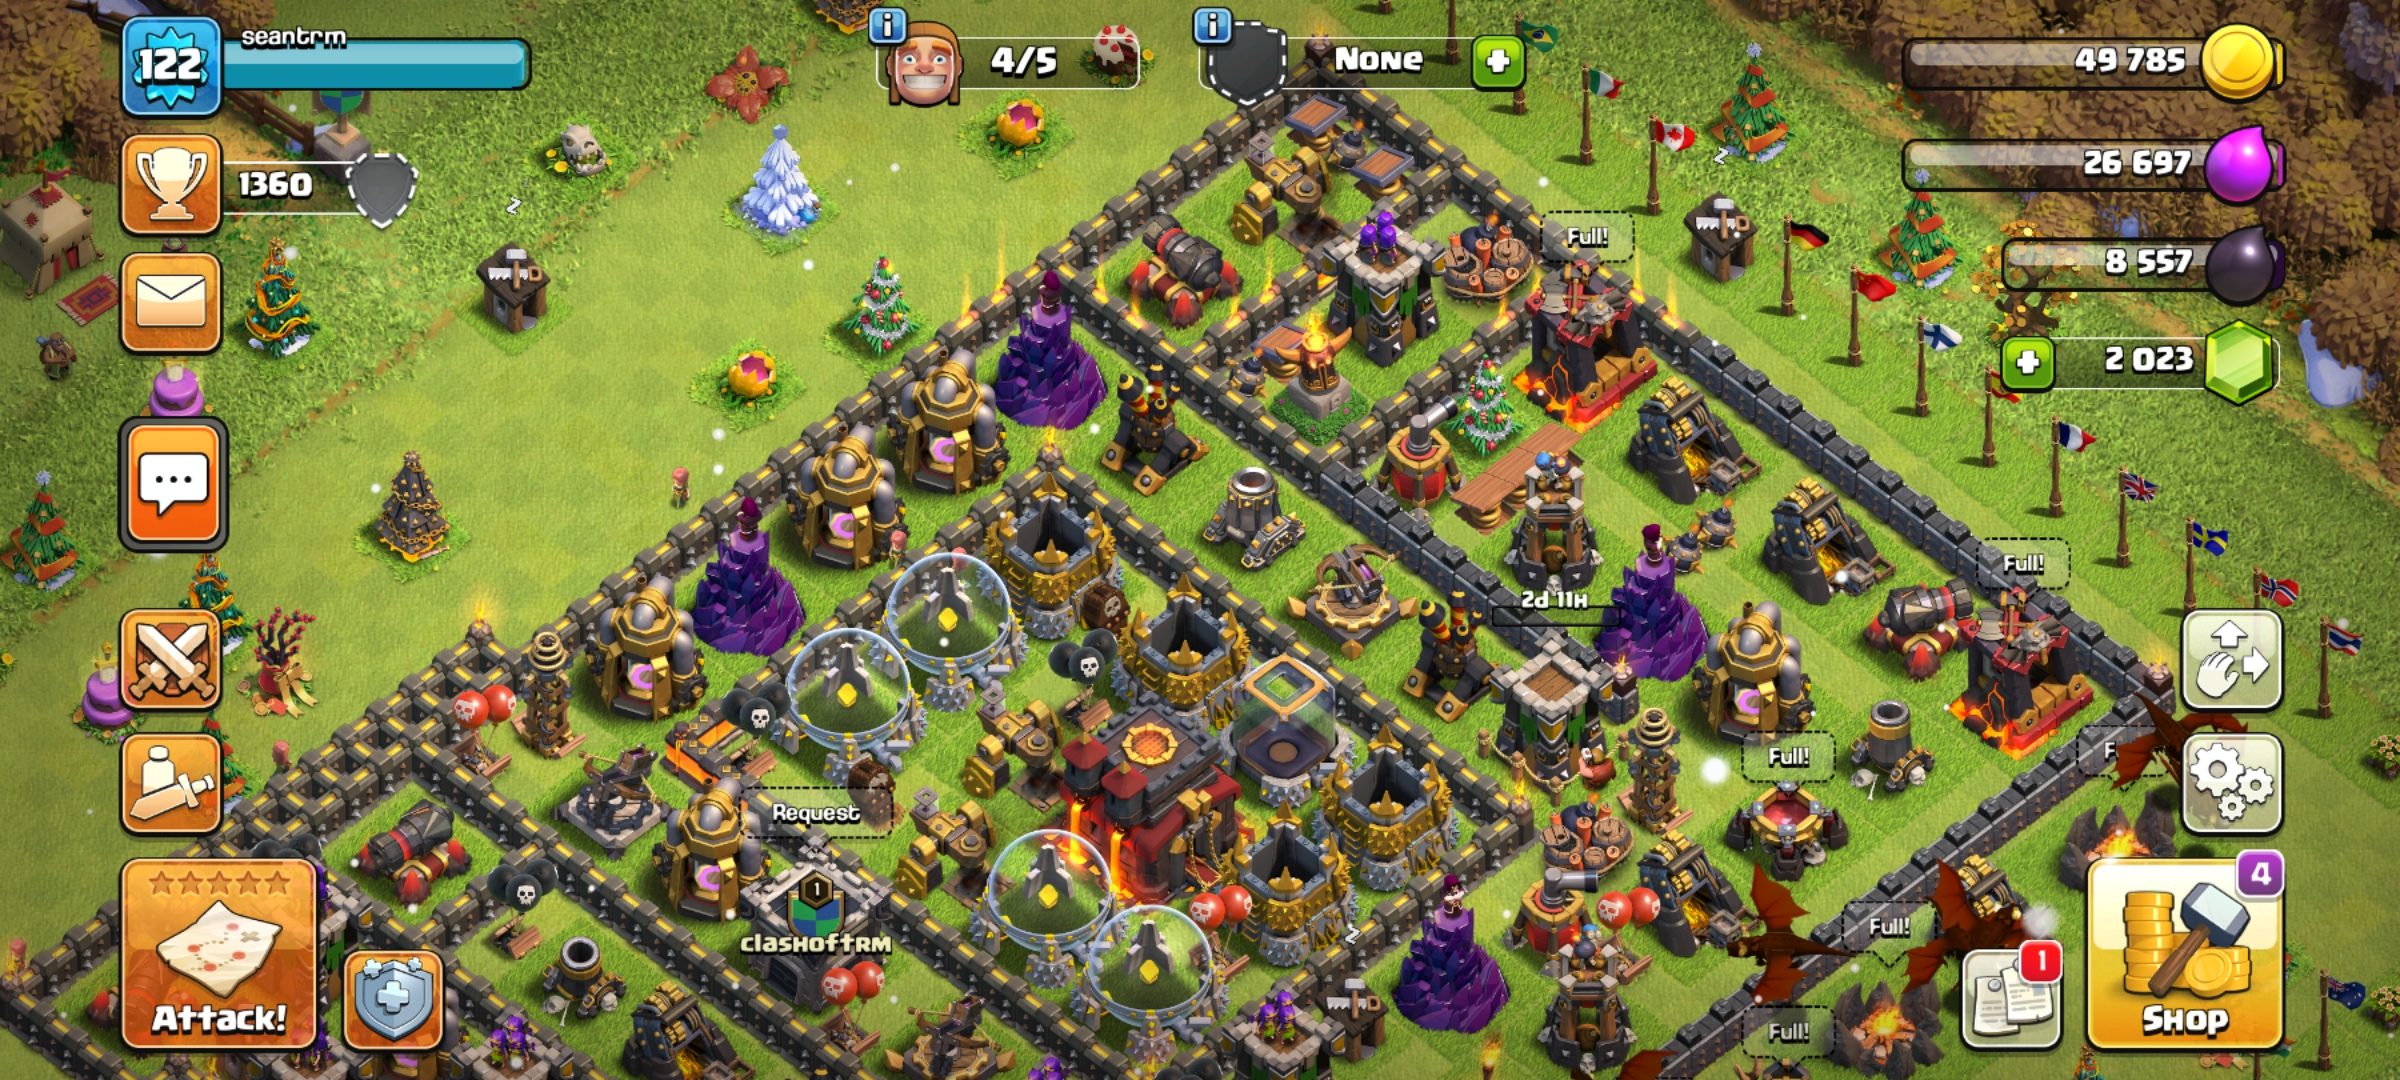 122
seantrm
4/5
None
49 785
1360
26 697
Full!
8 557
2 023
Full!
2d 11H
Full!
Request
1
clashoftrm
Full!
4
1
Attack!
Shop
Full!